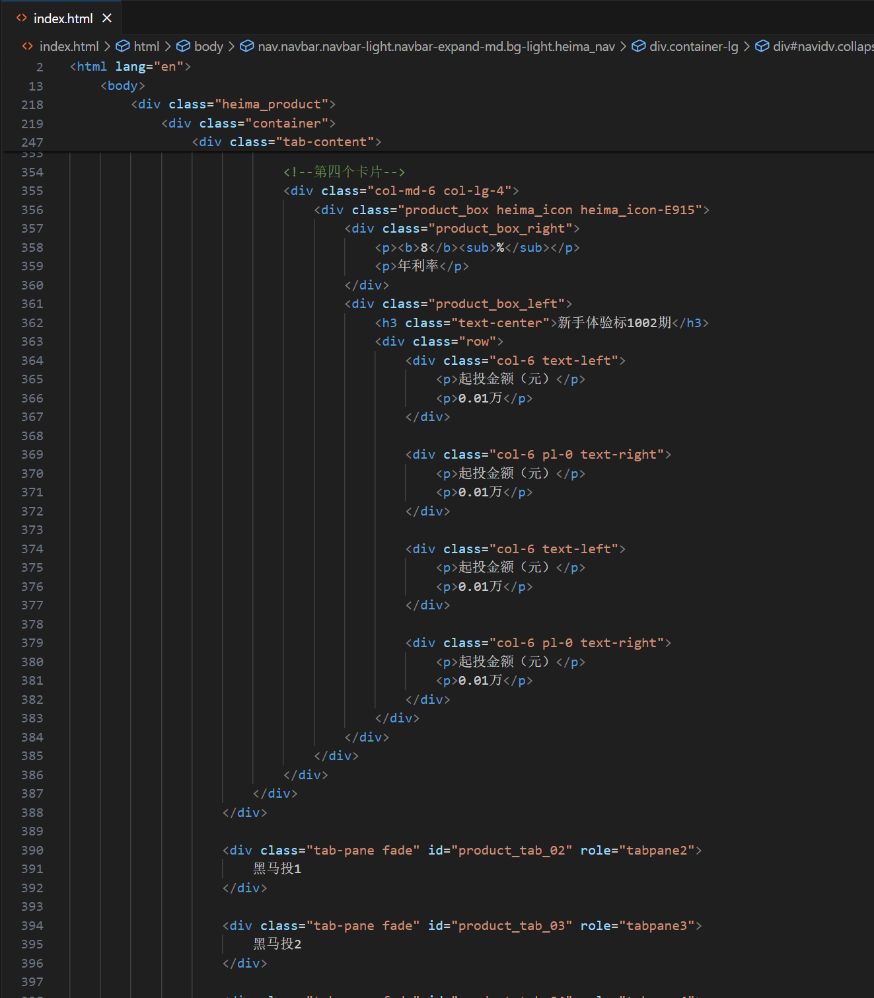 index.html
index.html > html > body > nav.navbar.navbar-light.navbar-expand-md.bg-light.heima_nav > div.container-lg > div#navidv.collaps
2 <html lang="en">
13 <body>
218 <div class="heima_product">
219 <div class="container">
247 <div class="tab-content">
353
354 <!--第四个卡片-->
355 <div class="col-md-6 col-lg-4">
356 <div class="product_box heima_icon heima_icon-E915">
357 <div class="product_box_right">
358 <p><b>8</b><sub>%</sub></p>
359 <p>年利率</p>
360 </div>
361 <div class="product_box_left">
362 <h3 class="text-center">新手体验标1002期</h3>
363 <div class="row">
364 <div class="col-6 text-left">
365 <p>起投金额（元）</p>
366 <p>0.01万</p>
367 </div>
368
369 <div class="col-6 pl-0 text-right">
370 <p>起投金额（元）</p>
371 <p>0.01万</p>
372 </div>
373
374 <div class="col-6 text-left">
375 <p>起投金额（元）</p>
376 <p>0.01万</p>
377 </div>
378
379 <div class="col-6 pl-0 text-right">
380 <p>起投金额（元）</p>
381 <p>0.01万</p>
382 </div>
383 </div>
384 </div>
385 </div>
386 </div>
387 </div>
388 </div>
389
390 <div class="tab-pane fade" id="product_tab_02" role="tabpane2">
391 黑马投1
392 </div>
393
394 <div class="tab-pane fade" id="product_tab_03" role="tabpane3">
395 黑马投2
396 </div>
397